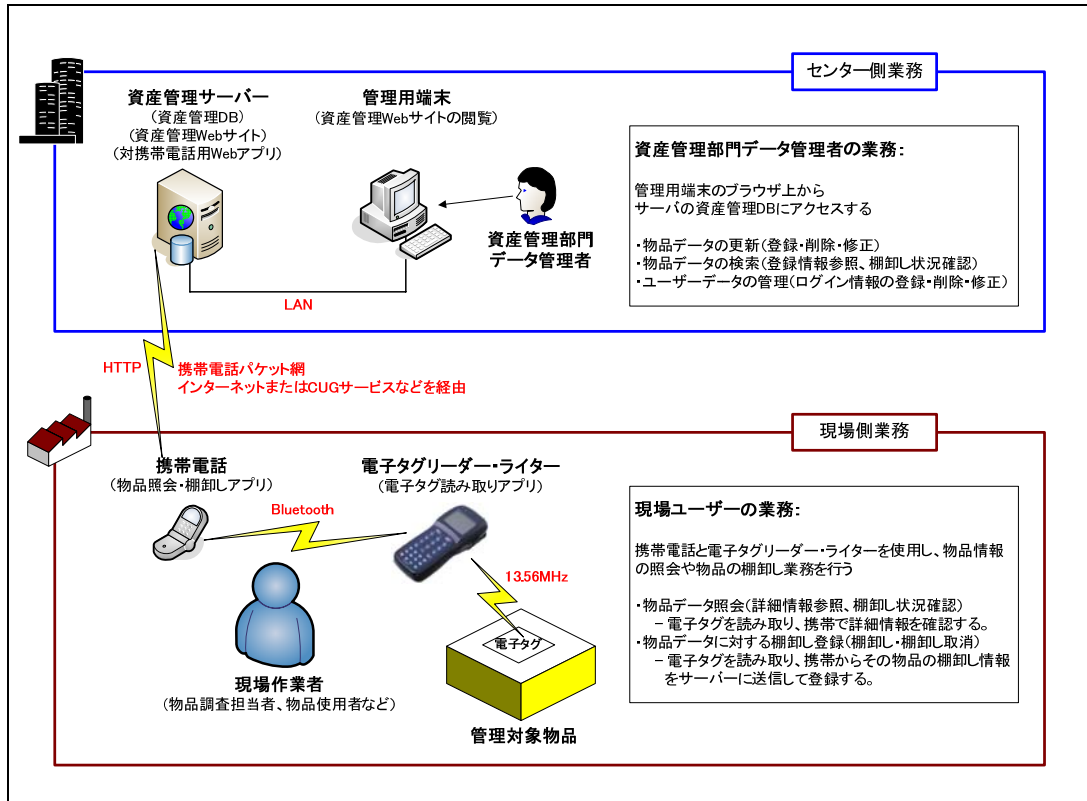 センター側業務
資産管理サーバー
(資産管理DB)
(資産管理Webサイト)
(対携帯電話用Webアプリ)
管理用端末
(資産管理Webサイトの閲覧)
資産管理部門
データ管理者
LAN
資産管理部門データ管理者の業務:
管理用端末のブラウザ上から
サーバの資産管理DBにアクセスする
・物品データの更新(登録・削除・修正)
・物品データの検索(登録情報参照、棚卸し状況確認)
・ユーザーデータの管理(ログイン情報の登録・削除・修正)
HTTP
携帯電話パケット網
インターネットまたはCUGサービスなどを経由
現場側業務
携帯電話
(物品照会・棚卸しアプリ)
電子タグリーダー・ライター
(電子タグ読み取りアプリ)
Bluetooth
13.56MHz
電子タグ
現場作業者
(物品調査担当者、物品使用者など)
管理対象物品
現場ユーザーの業務:
携帯電話と電子タグリーダー・ライターを使用し、物品情報
の照会や物品の棚卸し業務を行う
・物品データ照会(詳細情報参照、棚卸し状況確認)
－電子タグを読み取り、携帯で詳細情報を確認する。
・物品データに対する棚卸し登録(棚卸し・棚卸し取消)
－電子タグを読み取り、携帯からその物品の棚卸し情報
をサーバーに送信して登録する。